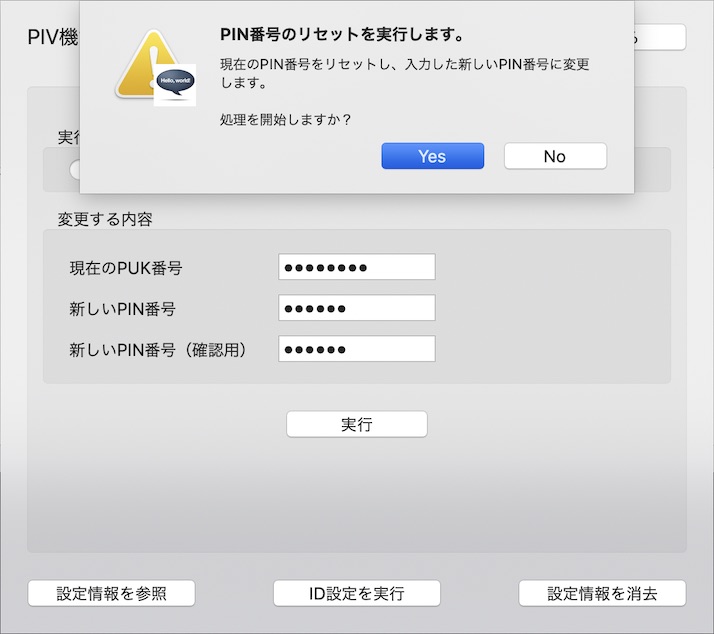 PIV機
PIN番号のリセットを実行します。
現在のPIN番号をリセットし、入力した新しいPIN番号に変更
します。
処理を開始しますか？
Hello, world!
Yes
No
実行
変更する内容
現在のPUK番号
新しいPIN番号
新しいPIN番号（確認用）
実行
設定情報を参照
ID設定を実行
設定情報を消去